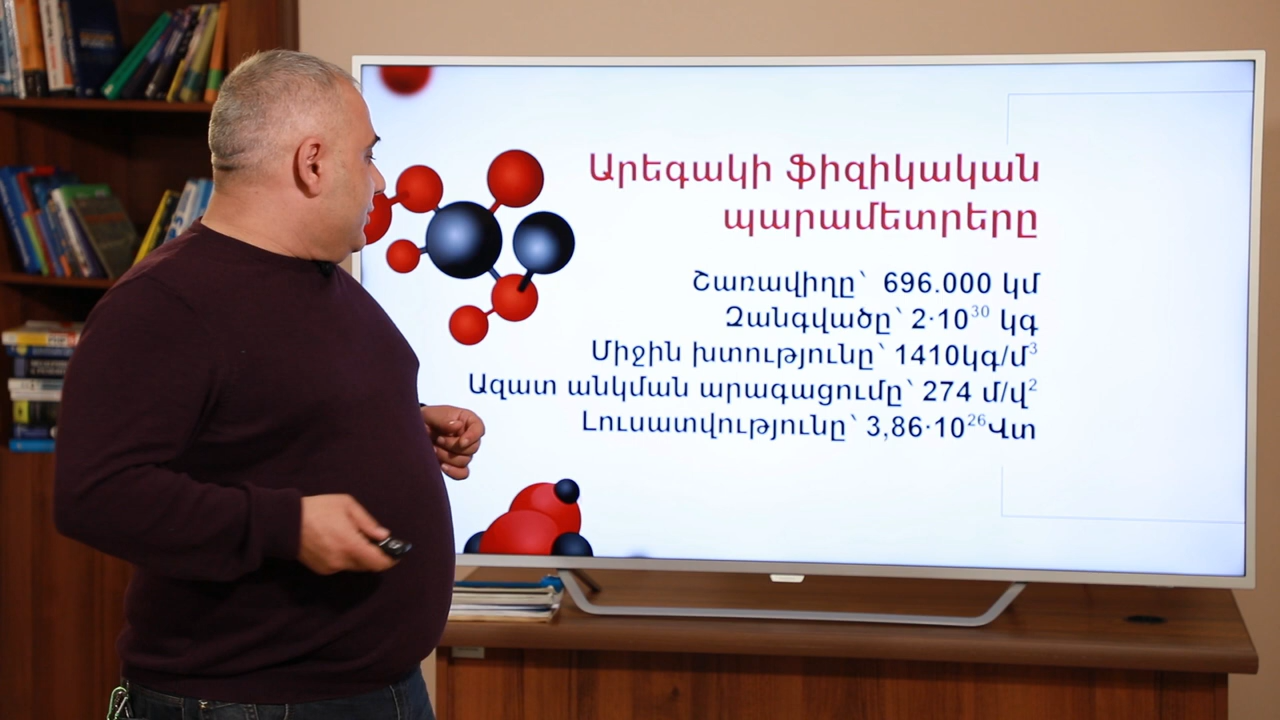 Արեգակի ֆիզիկական
պարամետրերը
Շառավիղը՝ 696.000 կմ
Զանգվածը՝ 2·10³⁰ կգ
Միջին խտությունը՝ 1410կգ/մ³
Ազատ անկման արագացումը՝ 274 մ/վ²
Լուսատվությունը՝ 3,86·10²⁶Վտ